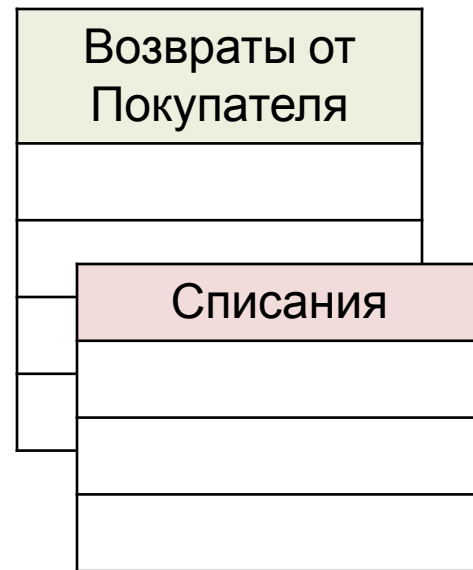 Возвраты от
Покупателя
Списания